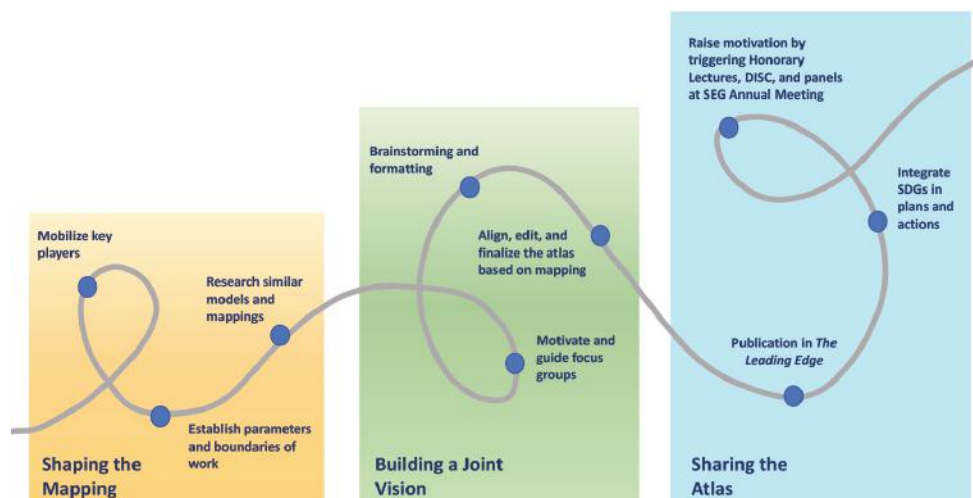 Mobilize key
players
Research similar
models and
mappings
Establish parameters
and boundaries of
work
Shaping the
Mapping
Brainstorming and
formatting
Align, edit, and
finalize the atlas
based on mapping
Motivate and
guide focus
groups
Building a Joint
Vision
Raise motivation by
triggering Honorary
Lectures, DISC, and panels
at SEG Annual Meeting
Integrate
SDGs in
plans and
actions
Publication in The
Leading Edge
Sharing the
Atlas